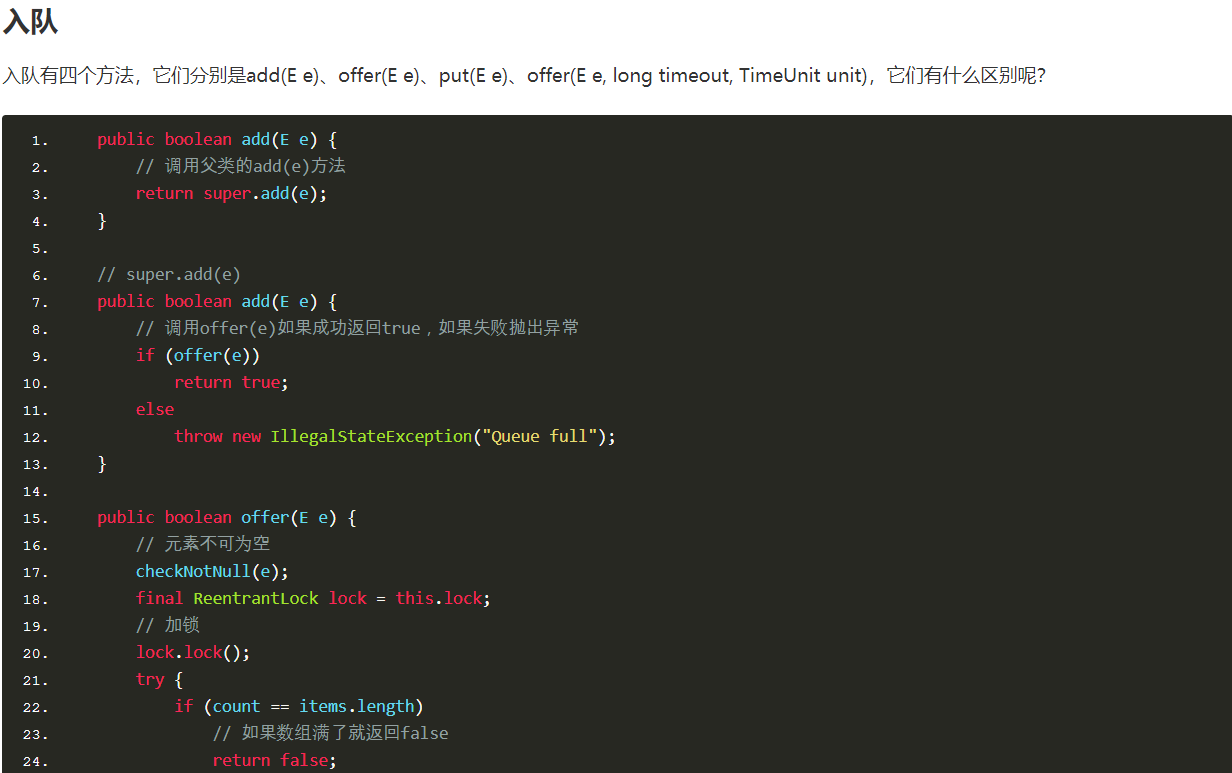 入队
入队有四个方法，它们分别是add(E e)、offer(E e)、put(E e)、offer(E e, long timeout, TimeUnit unit)，它们有什么区别呢？
1.     public boolean add(E e) {
2.         // 调用父类的add(e)方法
3.         return super.add(e);
4.     }
5.
6.     // super.add(e)
7.     public boolean add(E e) {
8.         // 调用offer(e)如果成功返回true，如果失败抛出异常
9.         if (offer(e))
10.             return true;
11.         else
12.             throw new IllegalStateException("Queue full");
13.     }
14.
15.     public boolean offer(E e) {
16.         // 元素不可为空
17.         checkNotNull(e);
18.         final ReentrantLock lock = this.lock;
19.         // 加锁
20.         lock.lock();
21.         try {
22.             if (count == items.length)
23.                 // 如果数组满了就返回false
24.                 return false;